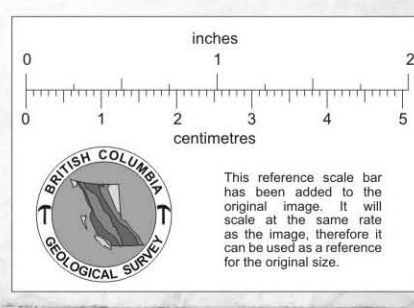 inches
0 1 2
0 1 2 3 4 5
centimetres
BRITISH COLUMBIA
GEOLOGICAL SURVEY
This reference scale bar
has been added to the
original image. It will
scale at the same rate
as the image, therefore it
can be used as a reference
for the original size.